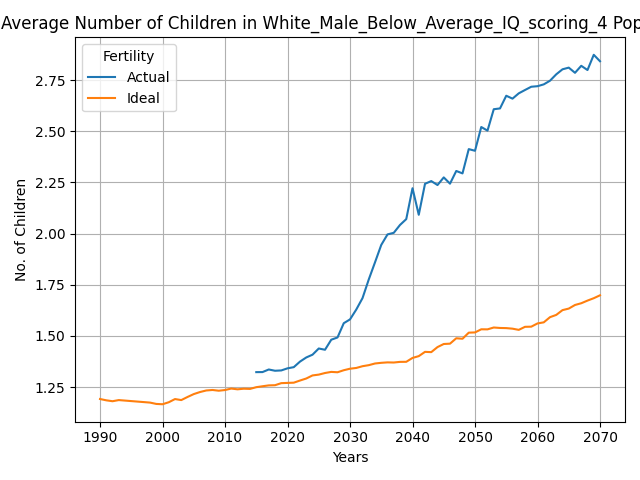 Average Number of Children in White_Male_Below_Average_IQ_scoring_4 Pop
Fertility
Actual
Ideal
No. of Children
2.75
2.50
2.25
2.00
1.75
1.50
1.25
1990 2000 2010 2020 2030 2040 2050 2060 2070
Years